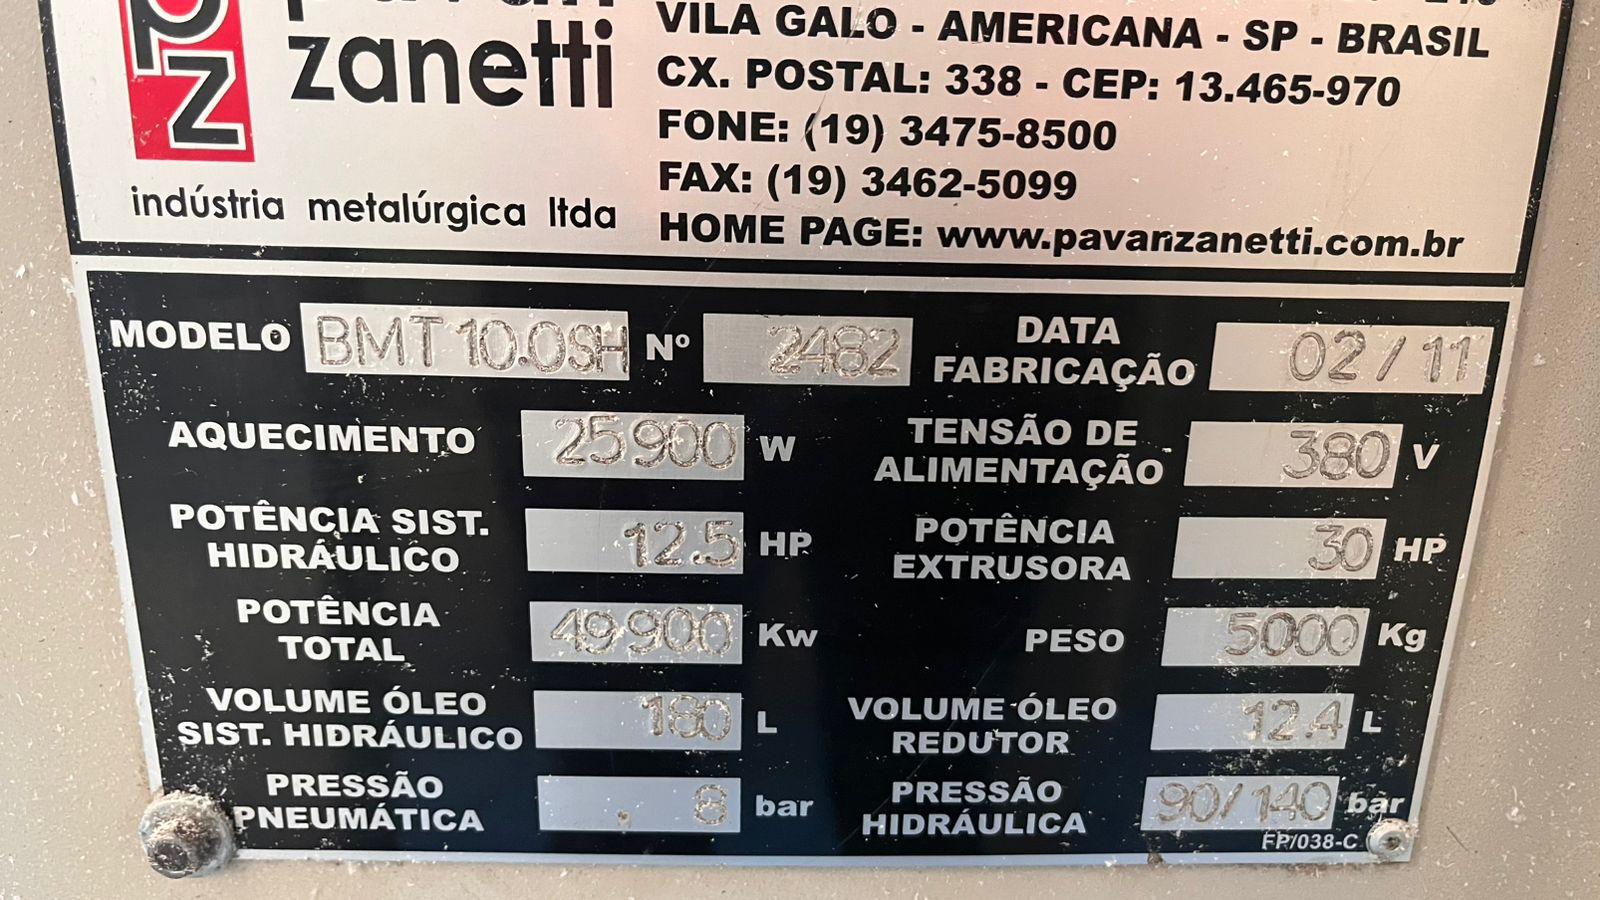 zanetti
indústria metalúrgica ltda
VILA GALO - AMERICANA - SP - BRASIL
CX. POSTAL: 338 - CEP: 13.465-970
FONE: (19) 3475-8500
FAX: (19) 3462-5099
HOME PAGE: www.pavanzanetti.com.br
MODELO BMT 10.0SH Nº 2482 DATA FABRICAÇÃO 02/11
AQUECIMENTO 25900 W TENSÃO DE ALIMENTAÇÃO 380 V
POTÊNCIA SIST. HIDRÁULICO 12.5 HP POTÊNCIA EXTRUSORA 30 HP
POTÊNCIA TOTAL 49900 Kw PESO 5000 Kg
VOLUME ÓLEO SIST. HIDRÁULICO 180 L VOLUME ÓLEO REDUTOR 12.4 L
PRESSÃO PNEUMÁTICA 8 bar PRESSÃO HIDRÁULICA 90/140 bar
FP/038-C